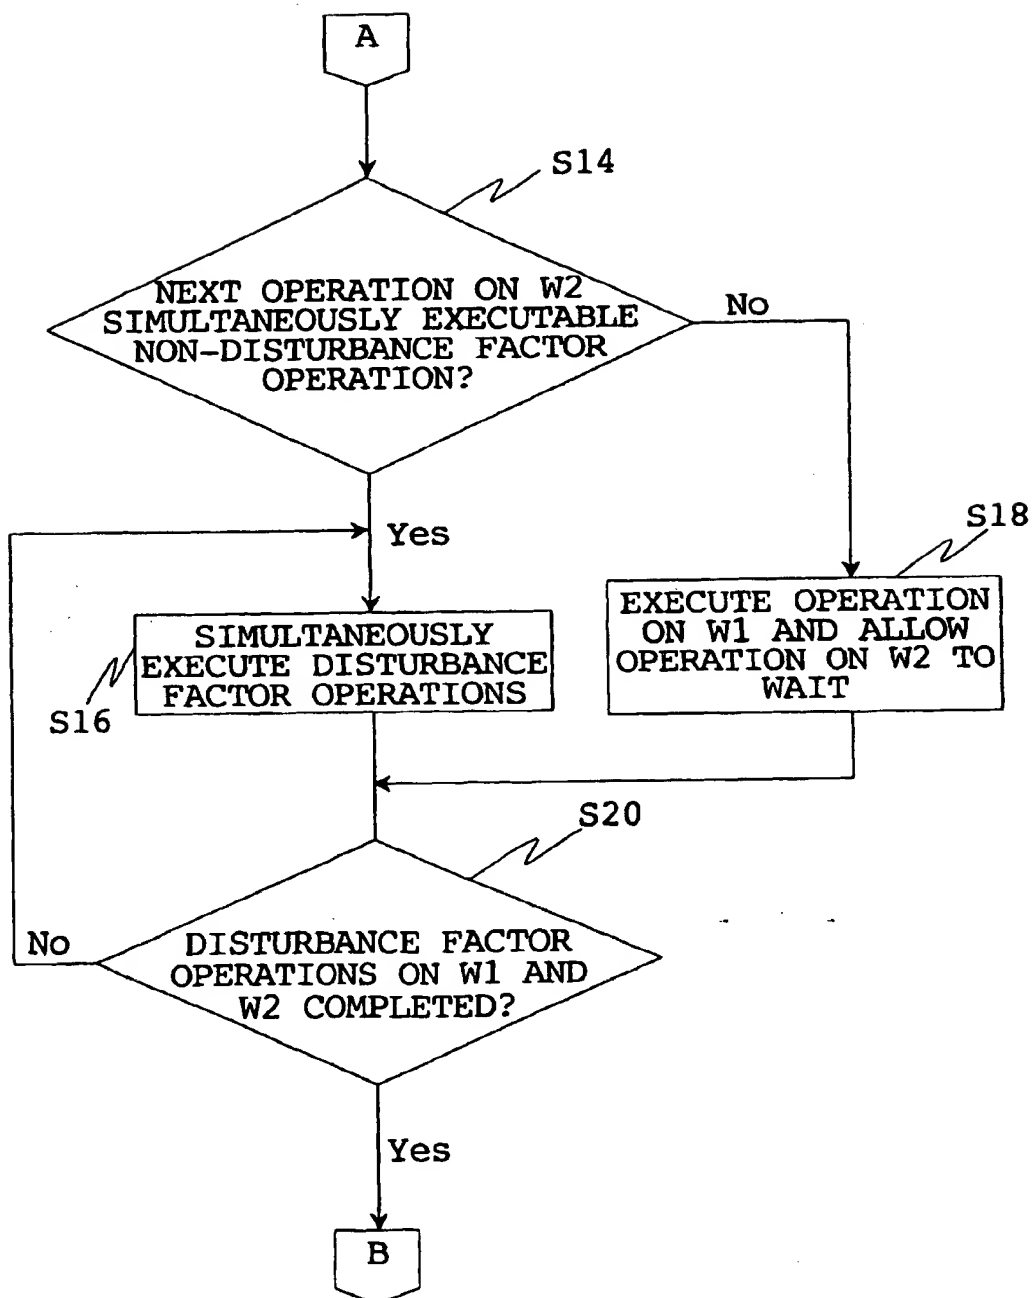 A
S14
NEXT OPERATION ON W2
SIMULTANEOUSLY EXECUTABLE
NON-DISTURBANCE FACTOR
OPERATION?
No
Yes
S18
EXECUTE OPERATION
ON W1 AND ALLOW
OPERATION ON W2 TO
WAIT
SIMULTANEOUSLY
EXECUTE DISTURBANCE
FACTOR OPERATIONS
S16
S20
No
DISTURBANCE FACTOR
OPERATIONS ON W1 AND
W2 COMPLETED?
Yes
B